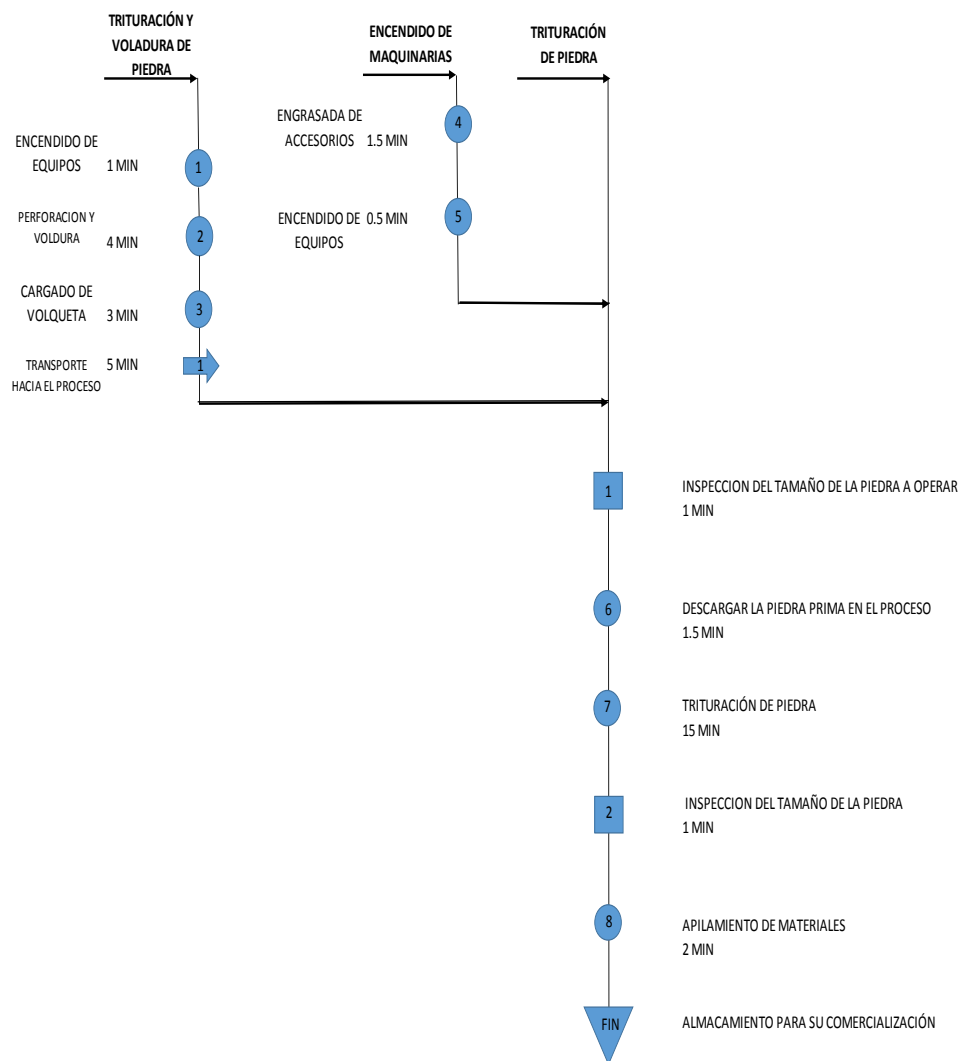 TRITURACIÓN Y
VOLADURA DE
PIEDRA
ENCENDIDO DE
EQUIPOS 1 MIN
1
PERFORACION Y
VOLDURA
4 MIN
2
CARGADO DE
VOLQUETA 3 MIN
3
TRANSPORTE 5 MIN
HACIA EL PROCESO
1
ENCENDIDO DE
MAQUINARIAS
ENGRASADA DE
ACCESORIOS 1.5 MIN
4
ENCENDIDO DE 0.5 MIN
EQUIPOS
5
TRITURACIÓN
DE PIEDRA
1
INSPECCION DEL TAMAÑO DE LA PIEDRA A OPERAR
1 MIN
6
DESCARGAR LA PIEDRA PRIMA EN EL PROCESO
1.5 MIN
7
TRITURACIÓN DE PIEDRA
15 MIN
2
INSPECCION DEL TAMAÑO DE LA PIEDRA
1 MIN
8
APILAMIENTO DE MATERIALES
2 MIN
FIN
ALMACAMIENTO PARA SU COMERCIALIZACIÓN